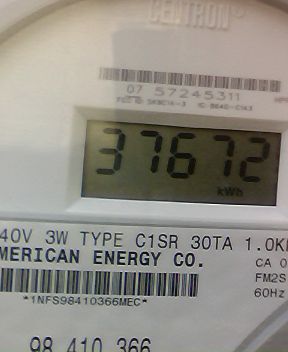 CENTRON®
07 57245311
37672
kWh
40V 3W TYPE C1SR 30TA 1.0K
MERICAN ENERGY CO.
CA 0
FM2S
60Hz
*1NFS98410366MEC*
98 410 366